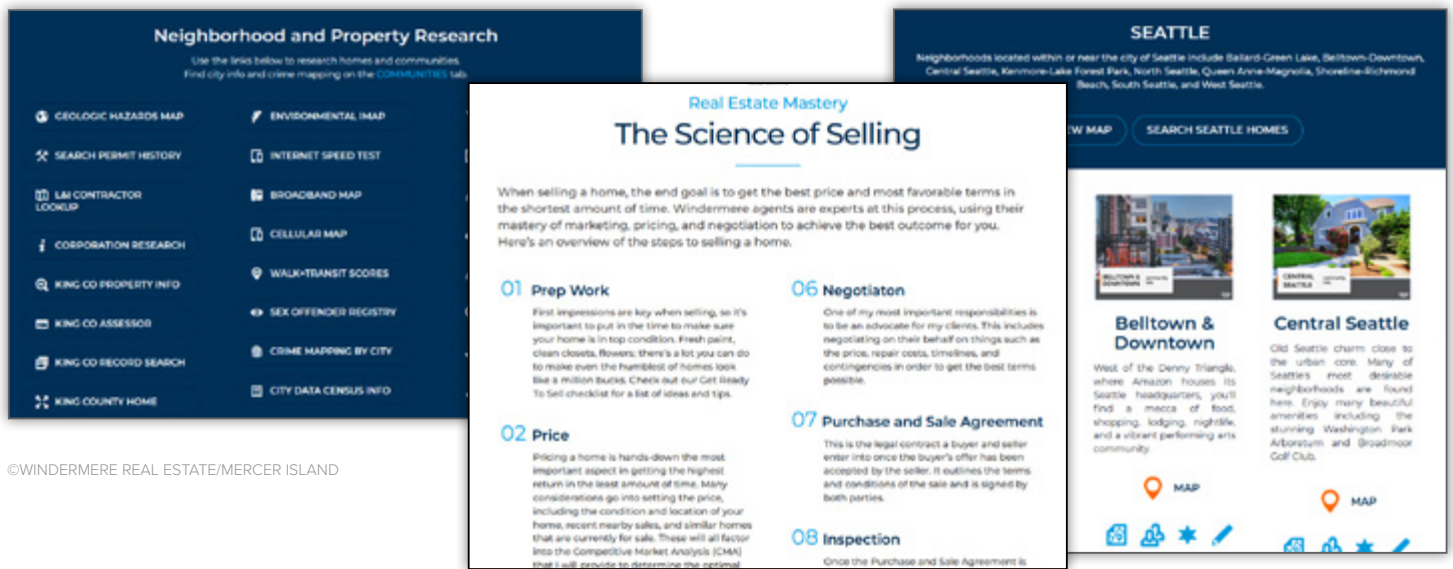 Neighborhood and Property Research
Use the links below to research homes and communities.
Find city info and crime mapping on the COMMUNITIES tab.
GEOLOGIC HAZARDS MAP
SEARCH PERMIT HISTORY
L&I CONTRACTOR
LOOKUP
CORPORATION RESEARCH
KING CO PROPERTY INFO
KING CO ASSESSOR
KING CO RECORD SEARCH
KING COUNTY HOME
ENVIRONMENTAL IMAP
INTERNET SPEED TEST
BROADBAND MAP
CELLULAR MAP
WALK+TRANSIT SCORES
SEX OFFENDER REGISTRY
CRIME MAPPING BY CITY
CITY DATA CENSUS INFO
©WINDERMERE REAL ESTATE/MERCER ISLAND
Real Estate Mastery
The Science of Selling
When selling a home, the end goal is to get the best price and most favorable terms in
the shortest amount of time. Windermere agents are experts at this process, using their
mastery of marketing, pricing, and negotiation to achieve the best outcome for you.
Here's an overview of the steps to selling a home.
01 Prep Work
First impressions are key when selling, so it's
important to put in the time to make sure
your home is in top condition. Fresh paint,
clean closets, flowers; there's a lot you can do
to make even the humblest of homes look
like a million bucks. Check out our Get Ready
To Sell checklist for a list of ideas and tips.
02 Price
Pricing a home is hands-down the most
important aspect in getting the highest
return in the least amount of time. Many
considerations go into setting the price,
including the condition and location of your
home, recent nearby sales, and similar homes
that are currently for sale. These will all factor
into the Competitive Market Analysis (CMA)
that I will provide to determine the optimal
06 Negotiaton
One of my most important responsibilities is
to be an advocate for my clients. This includes
negotiating on their behalf on things such as
the price, repair costs, timelines, and
contingencies in order to get the best terms
possible.
07 Purchase and Sale Agreement
This is the legal contract a buyer and seller
enter into once the buyer's offer has been
accepted by the seller. It outlines the terms
and conditions of the sale and is signed by
both parties.
08 Inspection
Once the Purchase and Sale Agreement is
SEATTLE
Neighborhoods located within or near the city of Seattle include Ballard-Green Lake, Belltown-Downtown,
Central Seattle, Kenmore-Lake Forest Park, North Seattle, Queen Anne-Magnolia, Shoreline-Richmond
Beach, South Seattle, and West Seattle.
EW MAP
SEARCH SEATTLE HOMES
BELLTOWN &
DOWNTOWN
Belltown &
Downtown
West of the Denny Triangle,
where Amazon houses its
Seattle headquarters, you'll
find a mecca of food,
shopping, lodging, nightlife,
and a vibrant performing arts
community.
MAP
CENTRAL
SEATTLE
Central Seattle
Old Seattle charm close to
the urban core. Many of
Seattle's most desirable
neighborhoods are found
here. Enjoy many beautiful
amenities including the
stunning Washington Park
Arboretum and Broadmoor
Golf Club.
MAP